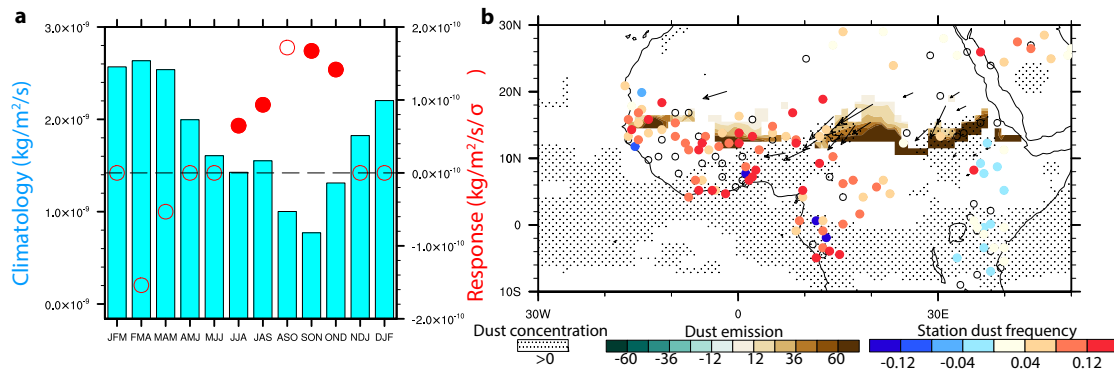 a
Climatology (kg/m²/s)
3.0×10⁻⁹
2.0×10⁻⁹
1.0×10⁻⁹
0.0×10⁻⁹
JFM FMA MAM AMJ MJJ JJA JAS ASO SON OND NDJ DJF
2.0×10⁻¹⁰
1.0×10⁻¹⁰
0.0×10⁻¹⁰
-1.0×10⁻¹⁰
-2.0×10⁻¹⁰
Response (kg/m²/s/ σ )
b
30N
20N
10N
0
10S
30W 0 30E
Dust concentration Dust emission Station dust frequency
>0 -60 -36 -12 12 36 60 -0.12 -0.04 0.04 0.12